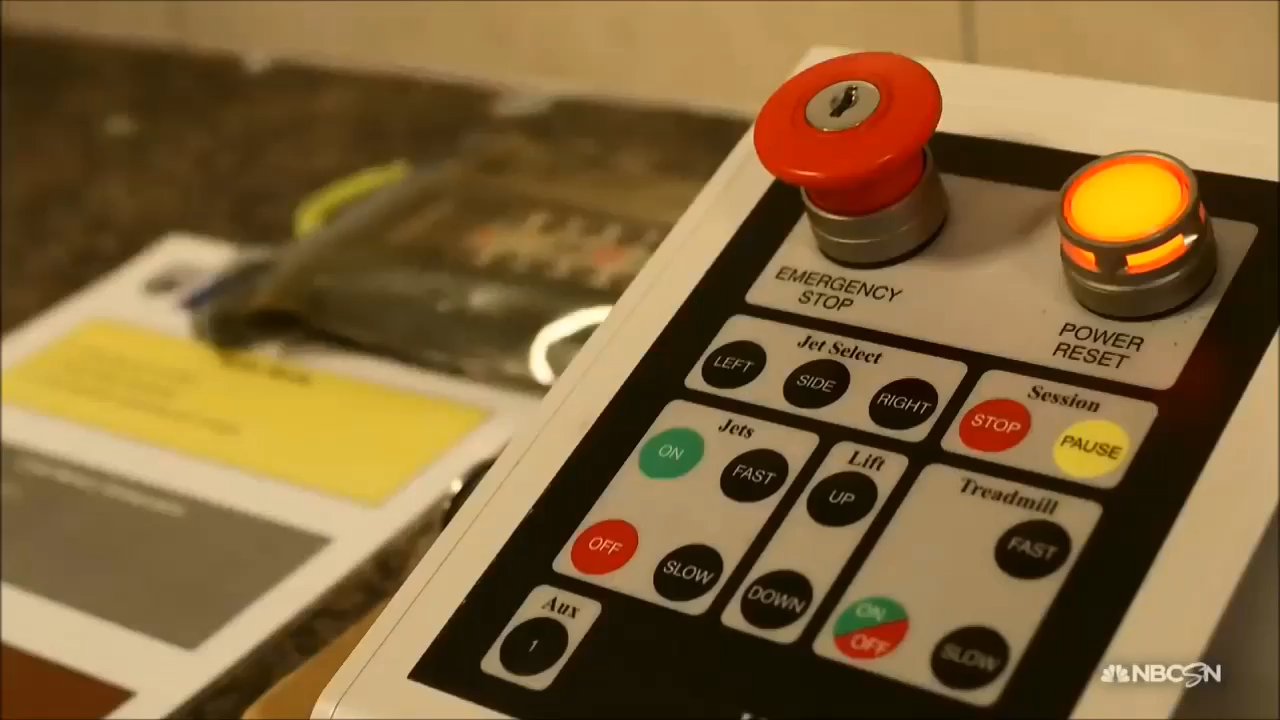 EMERGENCY
STOP
POWER
RESET
Jet Select
LEFT
SIDE
RIGHT
Session
STOP
PAUSE
Jets
ON
FAST
OFF
SLOW
Lift
UP
DOWN
Treadmill
FAST
ON
OFF
SLOW
Aux
1
NBCSN